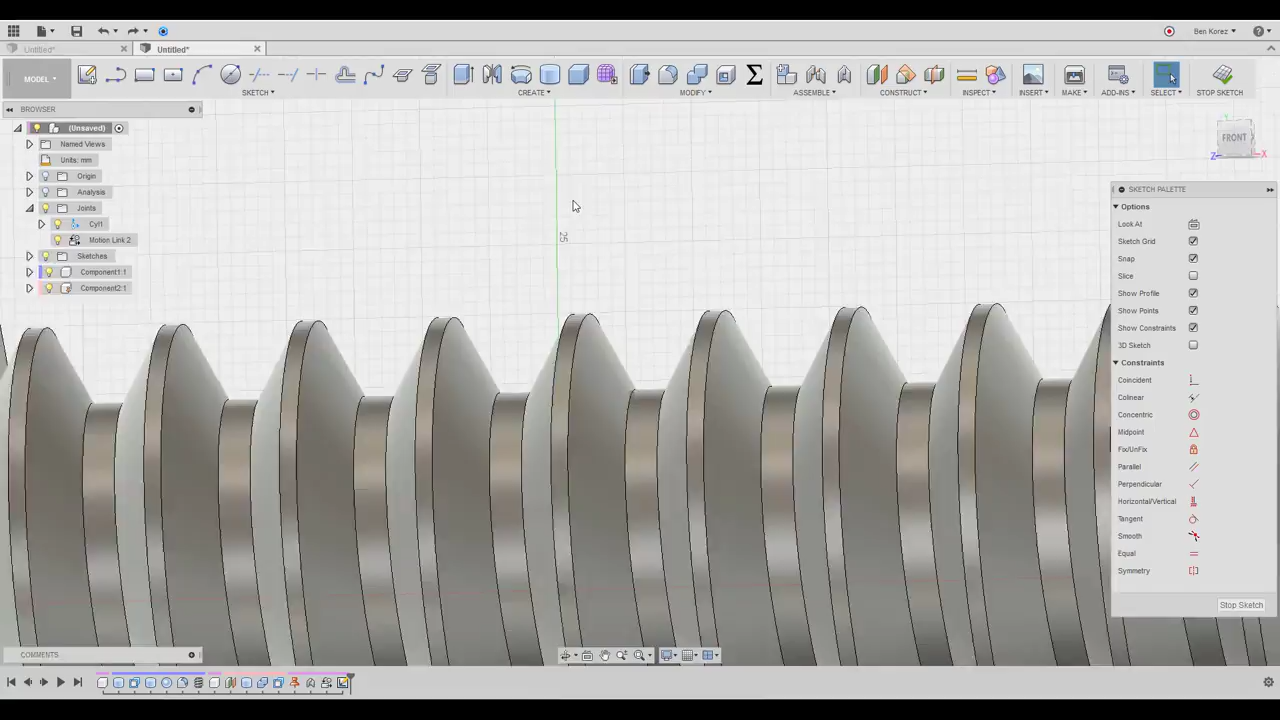 Ben Korez
Untitled*
Untitled*
MODEL
SKETCH
CREATE
MODIFY
ASSEMBLE
CONSTRUCT
INSPECT
INSERT
MAKE
ADD-INS
SELECT
STOP SKETCH
BROWSER
(Unsaved)
Named Views
Units: mm
Origin
Analysis
Joints
Cyl1
Motion Link 2
Sketches
Component1:1
Component2:1
25
Y
FRONT
Z
X
SKETCH PALETTE
Options
Look At
Sketch Grid
Snap
Slice
Show Profile
Show Points
Show Constraints
3D Sketch
Constraints
Coincident
Colinear
Concentric
Midpoint
Fix/UnFix
Parallel
Perpendicular
Horizontal/Vertical
Tangent
Smooth
Equal
Symmetry
Stop Sketch
COMMENTS